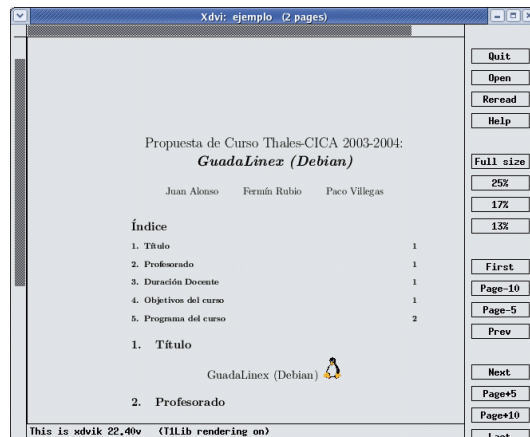 Xdvi: ejemplo (2 pages)
Quit
Open
Reread
Help
Full size
25%
17%
13%
First
Page-10
Page-5
Prev
Next
Page+5
Page+10
Last
Propuesta de Curso Thales-CICA 2003-2004:
GuadaLinex (Debian)
Juan Alonso Fermín Rubio Paco Villegas
Índice
1. Título 1
2. Profesorado 1
3. Duración Docente 1
4. Objetivos del curso 1
5. Programa del curso 2
1. Título
GuadaLinex (Debian)
2. Profesorado
This is xdvik 22.40v (T1Lib rendering on)